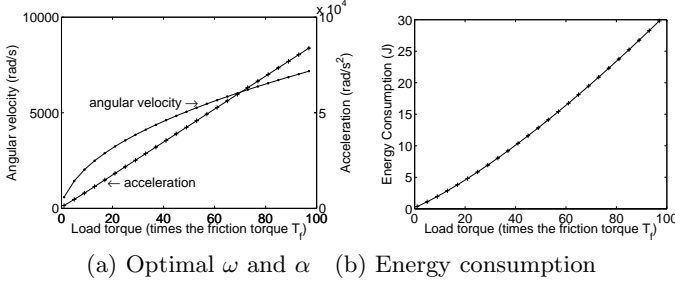 x 10⁴
10000
5000
0
10
5
0
0
20
40
60
80
100
Angular velocity (rad/s)
Acceleration (rad/s²)
angular velocity →
← acceleration
Load torque (times the friction torque T_f)
30
25
20
15
10
5
0
0
20
40
60
80
100
Energy Consumption (J)
Load torque (times the friction torque T_f)
(a) Optimal ω and α (b) Energy consumption